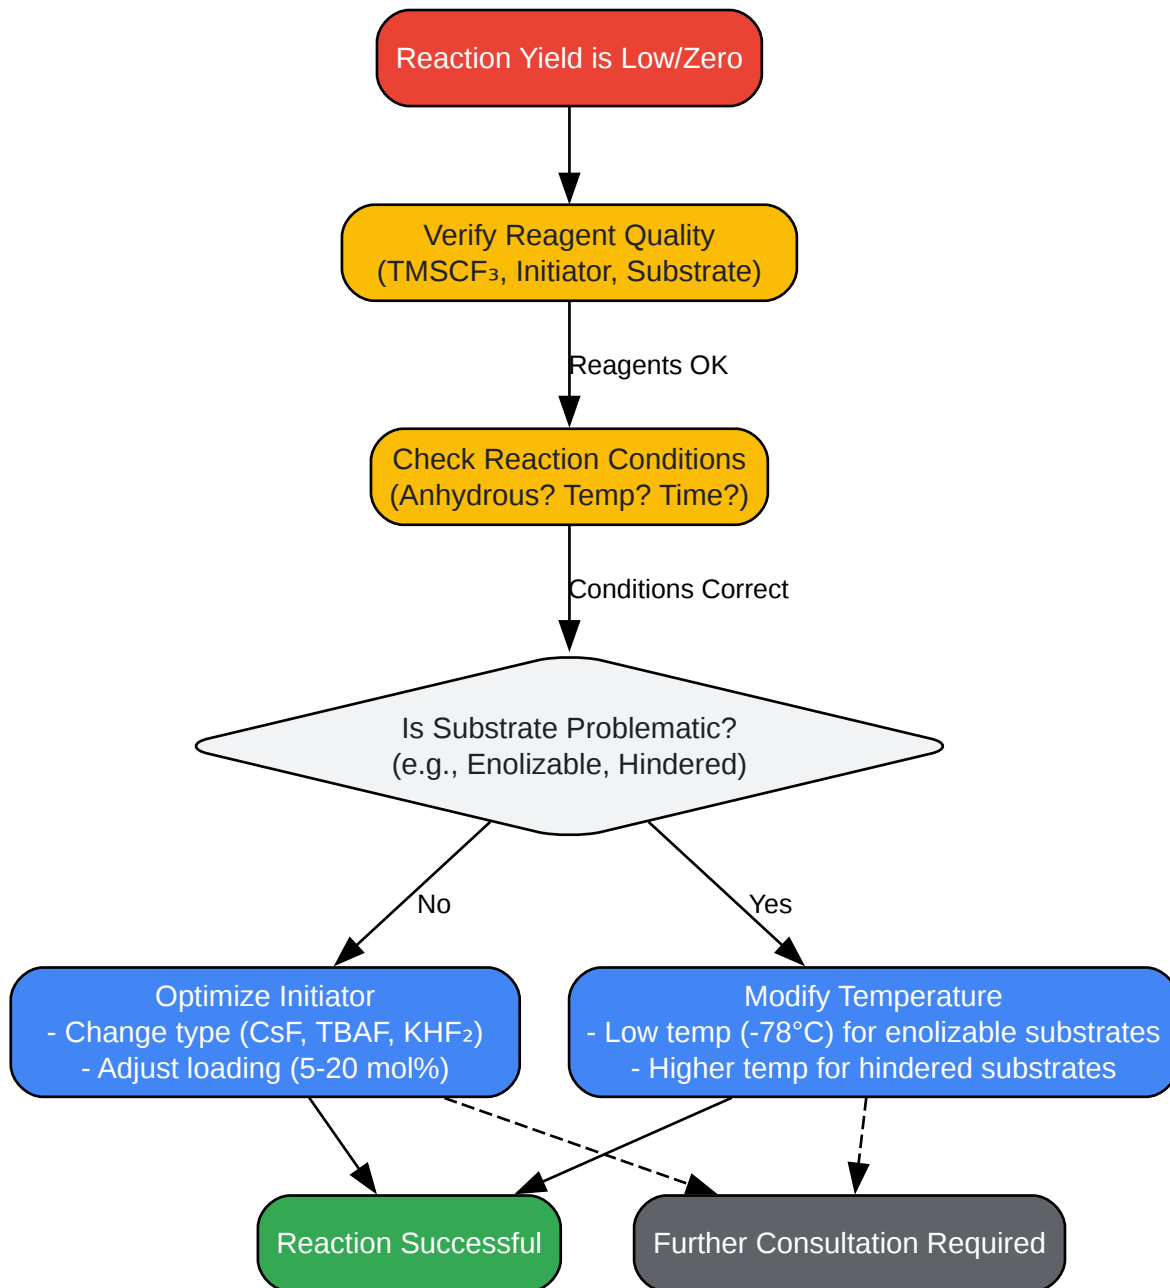 Reaction Yield is Low/Zero
Verify Reagent Quality
(TMSCF₃, Initiator, Substrate)
Reagents OK
Check Reaction Conditions
(Anhydrous? Temp? Time?)
Conditions Correct
Is Substrate Problematic?
(e.g., Enolizable, Hindered)
No
Yes
Optimize Initiator
- Change type (CsF, TBAF, KHF₂)
- Adjust loading (5-20 mol%)
Modify Temperature
- Low temp (-78°C) for enolizable substrates
- Higher temp for hindered substrates
Reaction Successful
Further Consultation Required